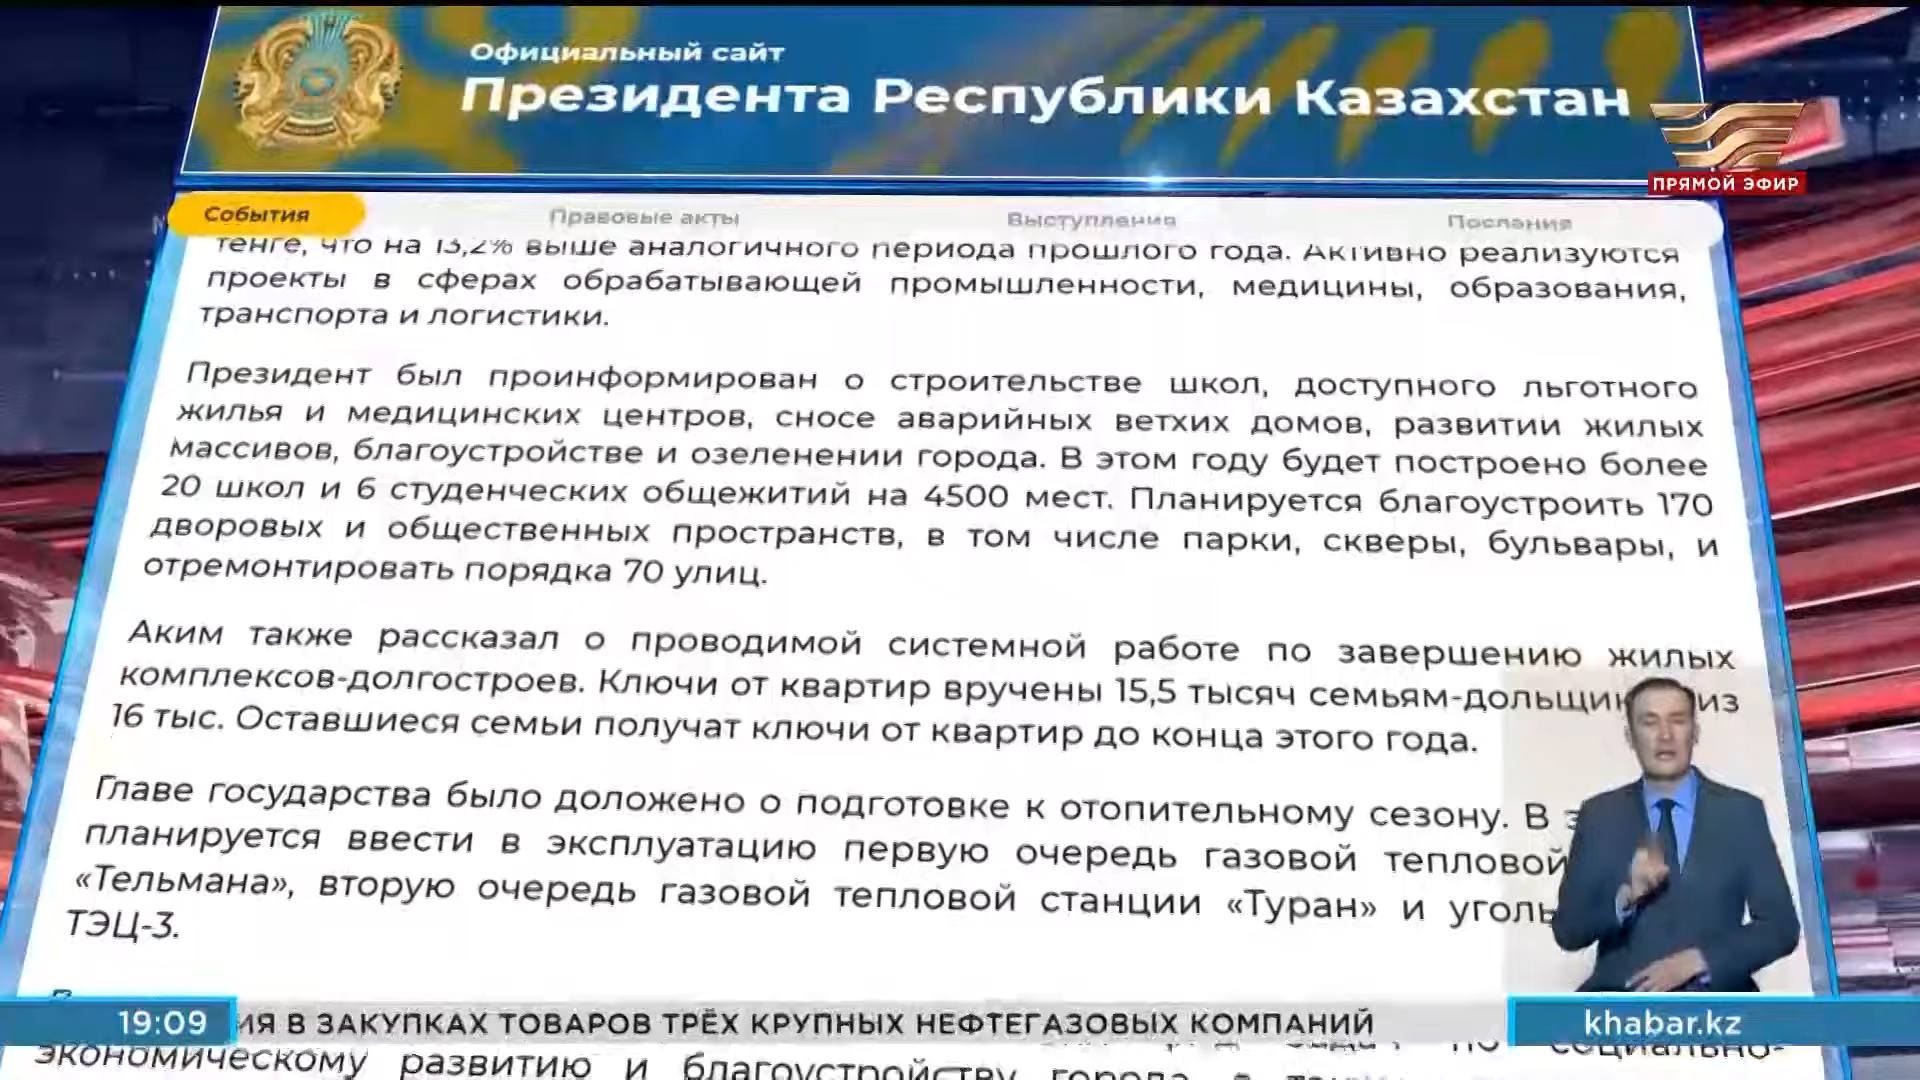 Официальный сайт
Президента Республики Казахстан
ПРЯМОЙ ЭФИР
События Правовые акты Выступления Послания
тенге, что на 13,2% выше аналогичного периода прошлого года. Активно реализуются
проекты в сферах обрабатывающей промышленности, медицины, образования,
транспорта и логистики.
Президент был проинформирован о строительстве школ, доступного льготного
жилья и медицинских центров, сносе аварийных ветхих домов, развитии жилых
массивов, благоустройстве и озеленении города. В этом году будет построено более
20 школ и 6 студенческих общежитий на 4500 мест. Планируется благоустроить 170
дворовых и общественных пространств, в том числе парки, скверы, бульвары, и
отремонтировать порядка 70 улиц.
Аким также рассказал о проводимой системной работе по завершению жилых
комплексов-долгостроев. Ключи от квартир вручены 15,5 тысяч семьям-дольщик из
16 тыс. Оставшиеся семьи получат ключи от квартир до конца этого года.
Главе государства было доложено о подготовке к отопительному сезону. В
планируется ввести в эксплуатацию первую очередь газовой тепловой
«Тельмана», вторую очередь газовой тепловой станции «Туран» и уголь
ТЭЦ-3.
19:09 ИЯ В ЗАКУПКАХ ТОВАРОВ ТРЁХ КРУПНЫХ НЕФТЕГАЗОВЫХ КОМПАНИЙ khabar.kz
по социально-
экономическому развитию и благоустройству города, а